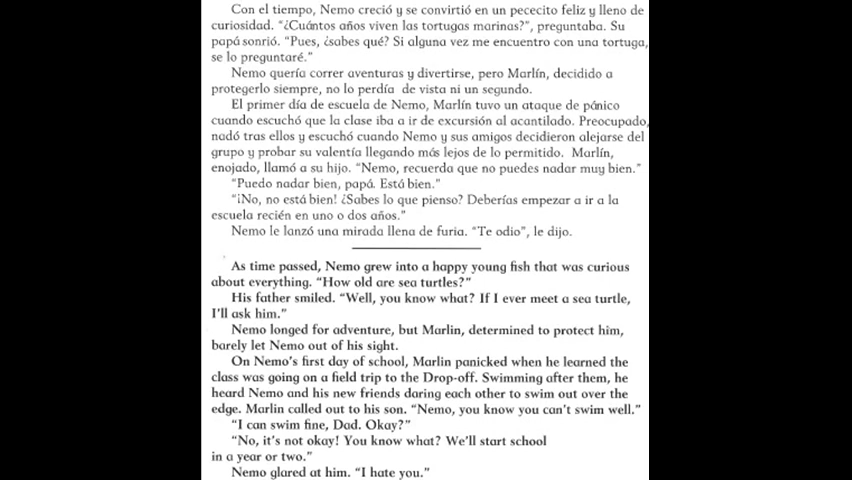 Con el tiempo, Nemo creció y se convirtió en un pececito feliz y lleno de
curiosidad. “¿Cuántos años viven las tortugas marinas?”, preguntaba. Su
papá sonrió. “Pues, ¿sabes qué? Si alguna vez me encuentro con una tortuga,
se lo preguntaré.”
Nemo quería correr aventuras y divertirse, pero Marlín, decidido a
protegerlo siempre, no lo perdía de vista ni un segundo.
El primer día de escuela de Nemo, Marlín tuvo un ataque de pánico
cuando escuchó que la clase iba a ir de excursión al acantilado. Preocupado,
nadó tras ellos y escuchó cuando Nemo y sus amigos decidieron alejarse del
grupo y probar su valentía llegando más lejos de lo permitido. Marlín,
enojado, llamó a su hijo. “Nemo, recuerda que no puedes nadar muy bien.”
“Puedo nadar bien, papá. Está bien.”
“¡No, no está bien! ¿Sabes lo que pienso? Deberías empezar a ir a la
escuela recién en uno o dos años.”
Nemo le lanzó una mirada llena de furia. “Te odio”, le dijo.
As time passed, Nemo grew into a happy young fish that was curious
about everything. “How old are sea turtles?”
His father smiled. “Well, you know what? If I ever meet a sea turtle,
I’ll ask him.”
Nemo longed for adventure, but Marlin, determined to protect him,
barely let Nemo out of his sight.
On Nemo’s first day of school, Marlin panicked when he learned the
class was going on a field trip to the Drop-off. Swimming after them, he
heard Nemo and his new friends daring each other to swim out over the
edge. Marlin called out to his son. “Nemo, you know you can’t swim well.”
“I can swim fine, Dad. Okay?”
“No, it’s not okay! You know what? We’ll start school
in a year or two.”
Nemo glared at him. “I hate you.”